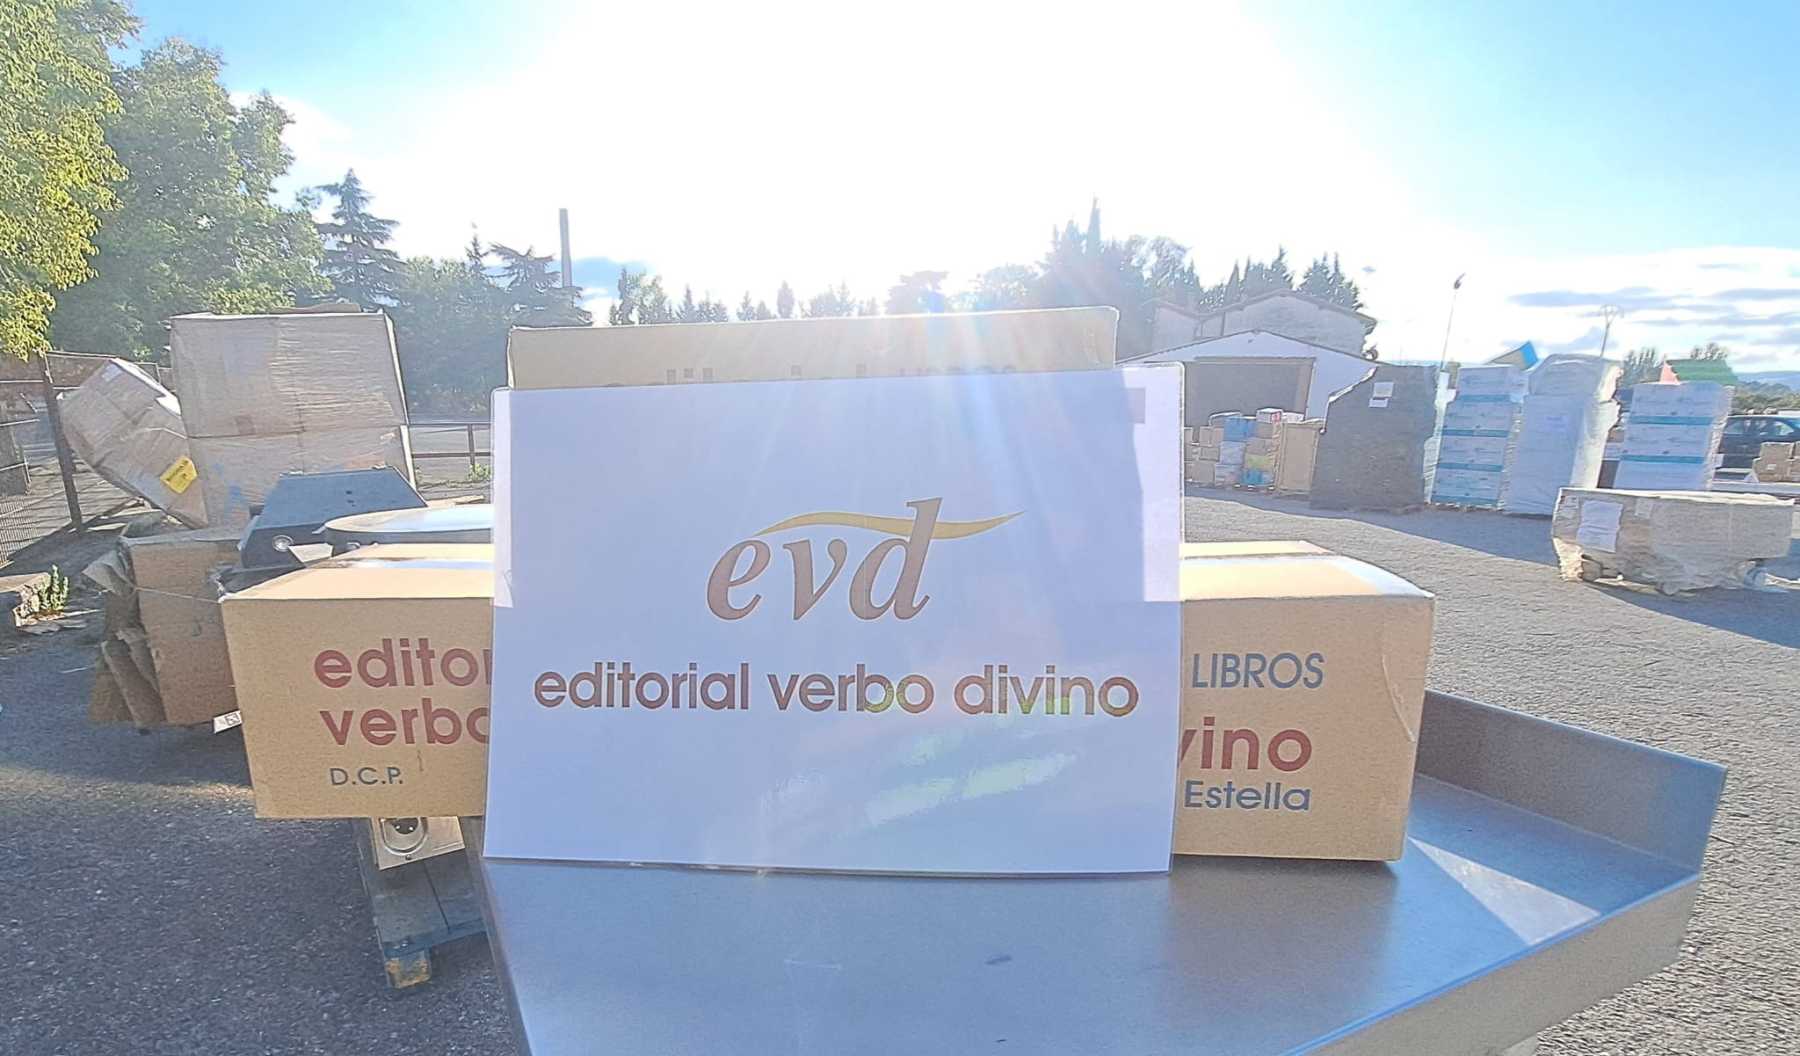 evd
editorial verbo divino
editor
verbo
D.C.P.
LIBROS
vino
Estella